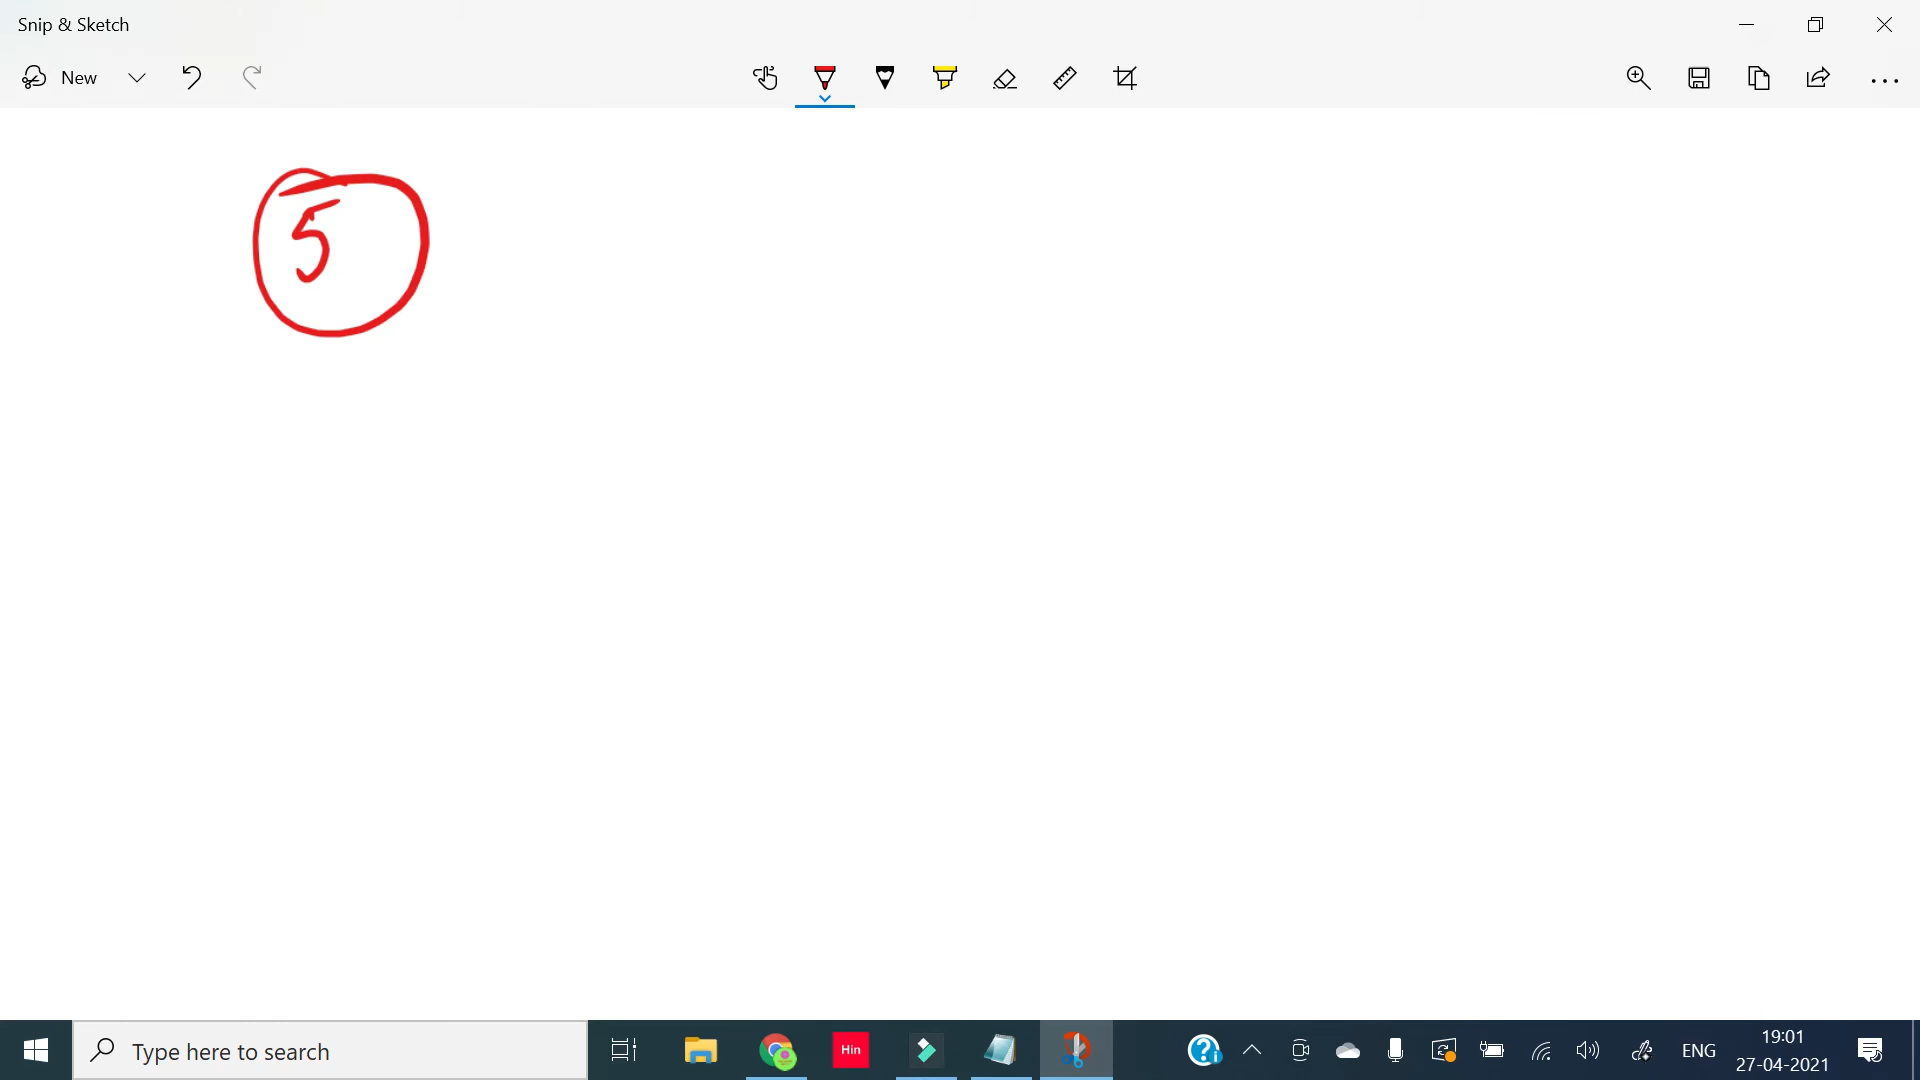 Snip & Sketch
New
5
Type here to search
Hin
ENG
19:01
27-04-2021